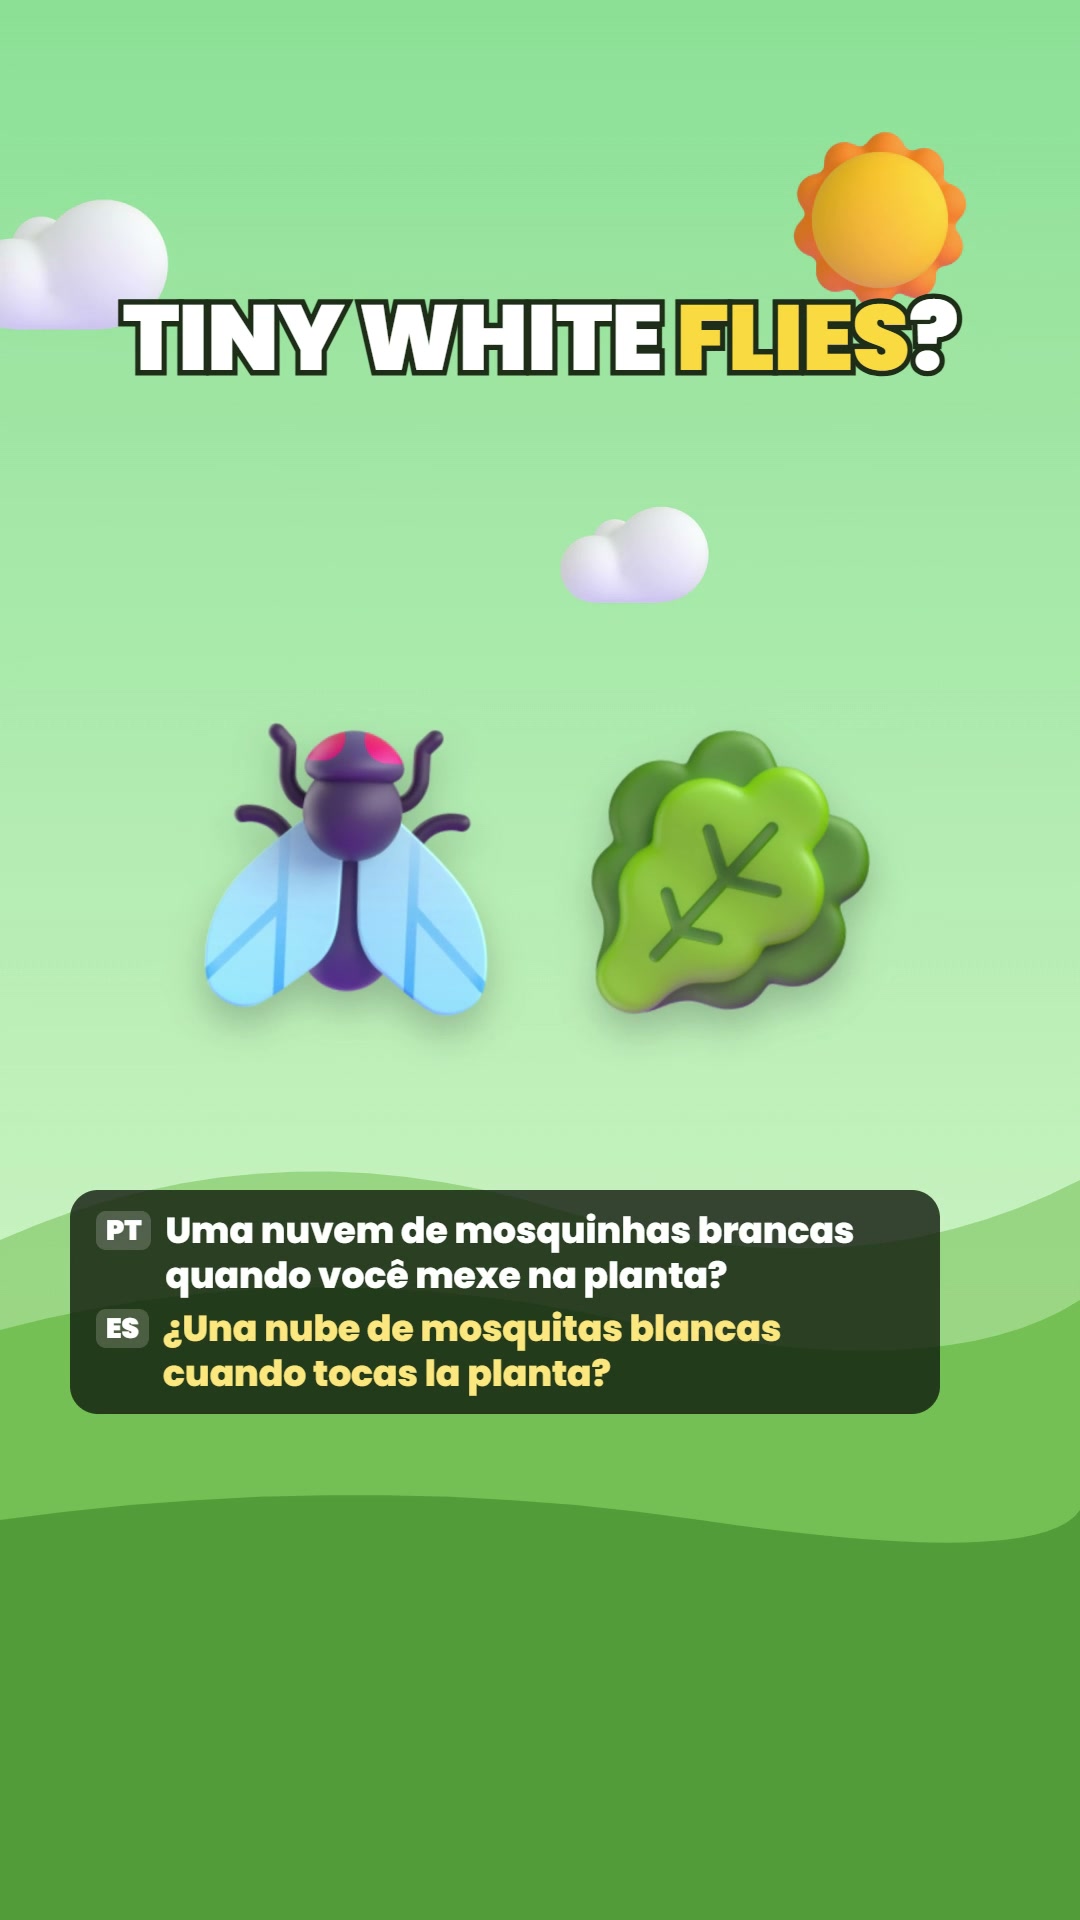 TINY WHITE FLIES?
PT Uma nuvem de mosquinhas brancas
quando você mexe na planta?
ES ¿Una nube de mosquitas blancas
cuando tocas la planta?